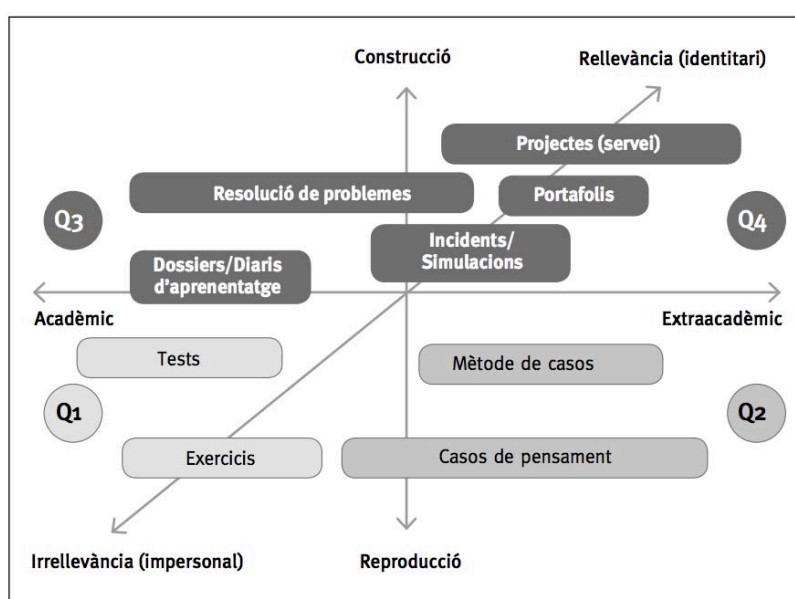 Construcció
Rellevància (identitari)
Projectes (servei)
Resolució de problemes
Portafolis
Q3
Q4
Incidents/
Simulacions
Dossiers/Diaris
d’aprenentatge
Acadèmic
Extraacadèmic
Tests
Mètode de casos
Q1
Q2
Exercicis
Casos de pensament
Irrellevància (impersonal)
Reproducció